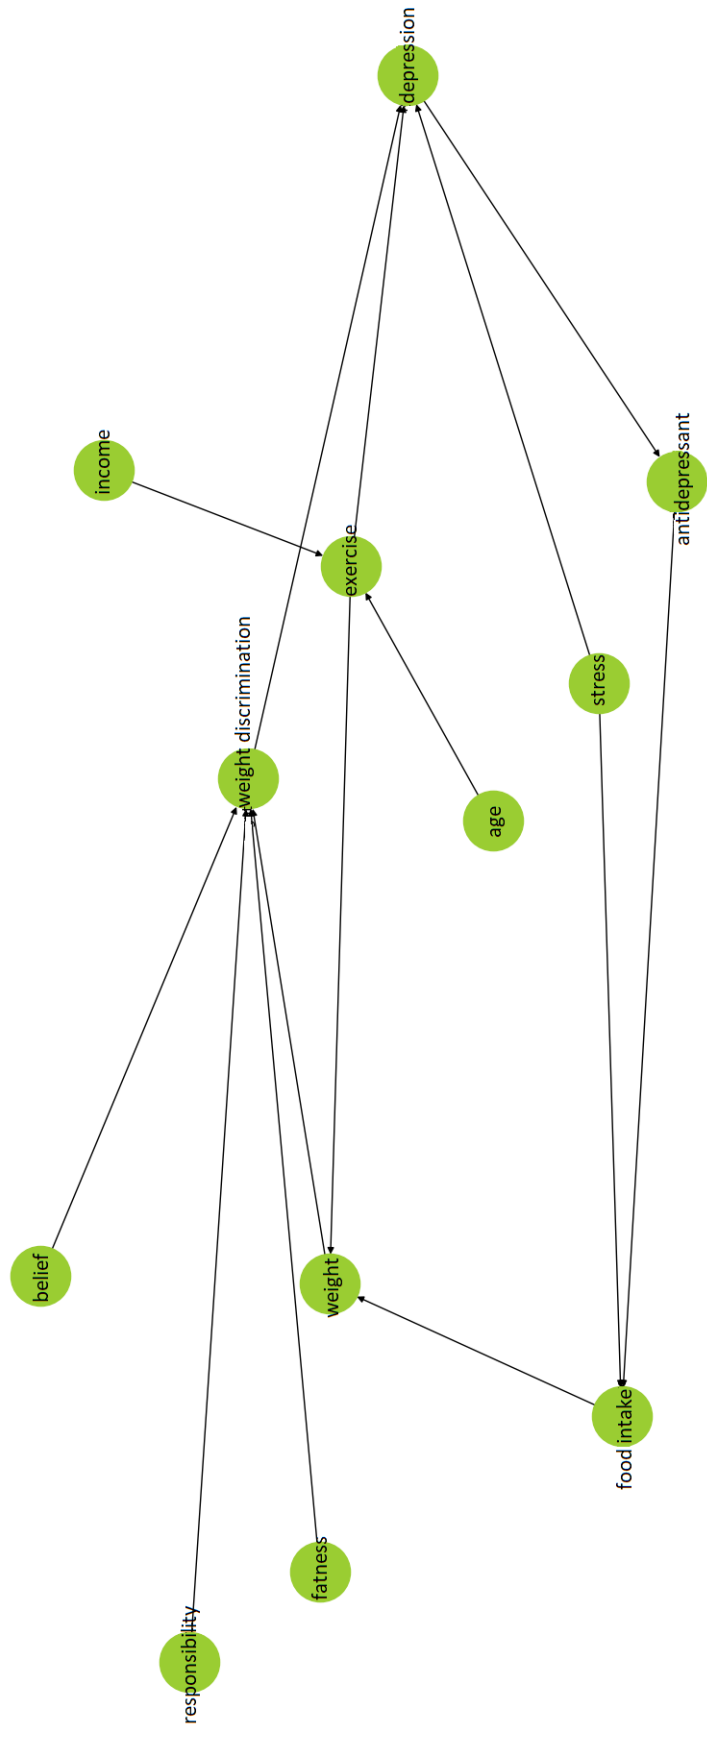 depression
income
antidepressant
exercise
weight discrimination
stress
age
belief
weight
food intake
fatness
responsibility